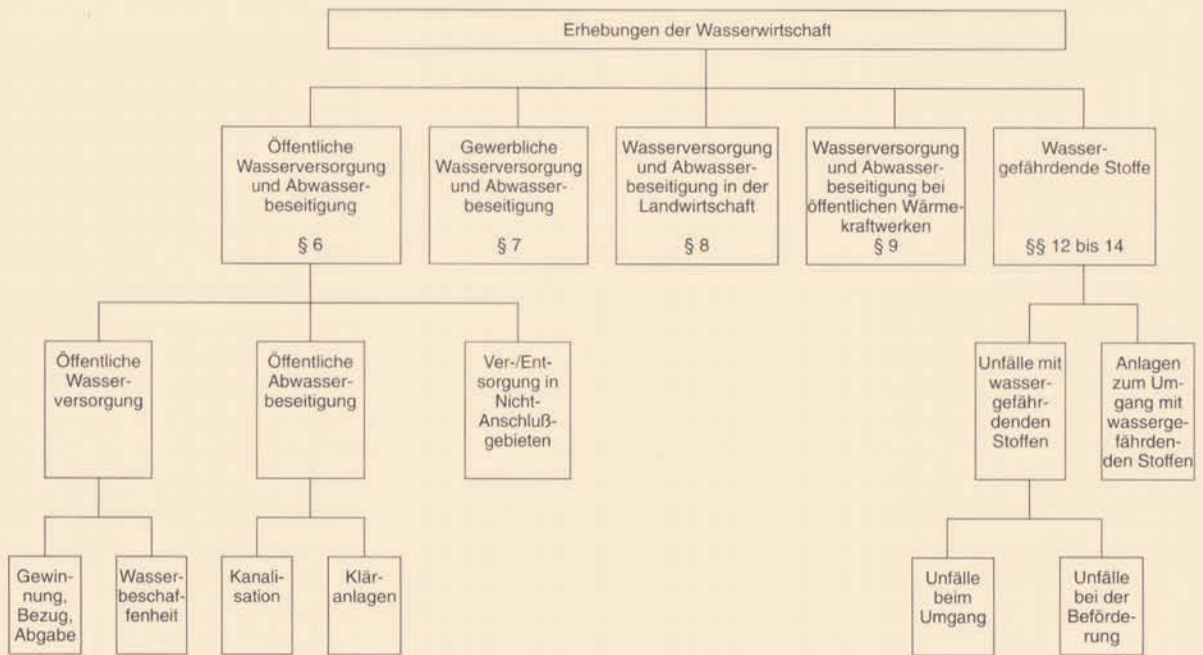 Erhebungen der Wasserwirtschaft
Öffentliche
Wasserversorgung
und Abwasser-
beseitigung
§ 6
Gewerbliche
Wasserversorgung
und Abwasser-
beseitigung
§ 7
Wasserversorgung
und Abwasser-
beseitigung in der
Landwirtschaft
§ 8
Wasserversorgung
und Abwasser-
beseitigung bei
öffentlichen Wärme-
kraftwerken
§ 9
Wasser-
gefährdende Stoffe
§§ 12 bis 14
Öffentliche
Wasser-
versorgung
Öffentliche
Abwasser-
beseitigung
Ver-/Ent-
sorgung in
Nicht-
Anschluß-
gebieten
Unfälle mit
wasser-
gefähr-
denden
Stoffen
Anlagen
zum Um-
gang mit
wasserge-
fährden-
den Stoffen
Gewin-
nung,
Bezug,
Abgabe
Wasser-
beschaf-
fenheit
Kanali-
sation
Klär-
anlagen
Unfälle
beim
Umgang
Unfälle
bei der
Beförde-
rung